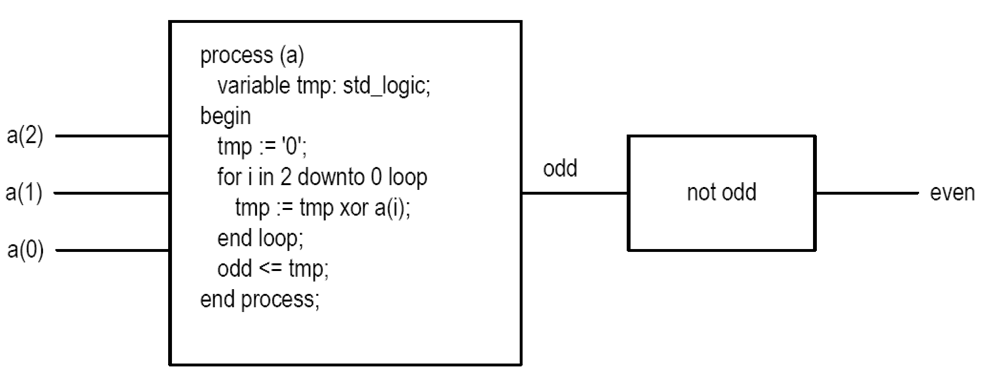 process (a)
variable tmp: std_logic;
begin
tmp := '0';
for i in 2 downto 0 loop
tmp := tmp xor a(i);
end loop;
odd <= tmp;
end process;
a(2)
a(1)
a(0)
odd
not odd
even